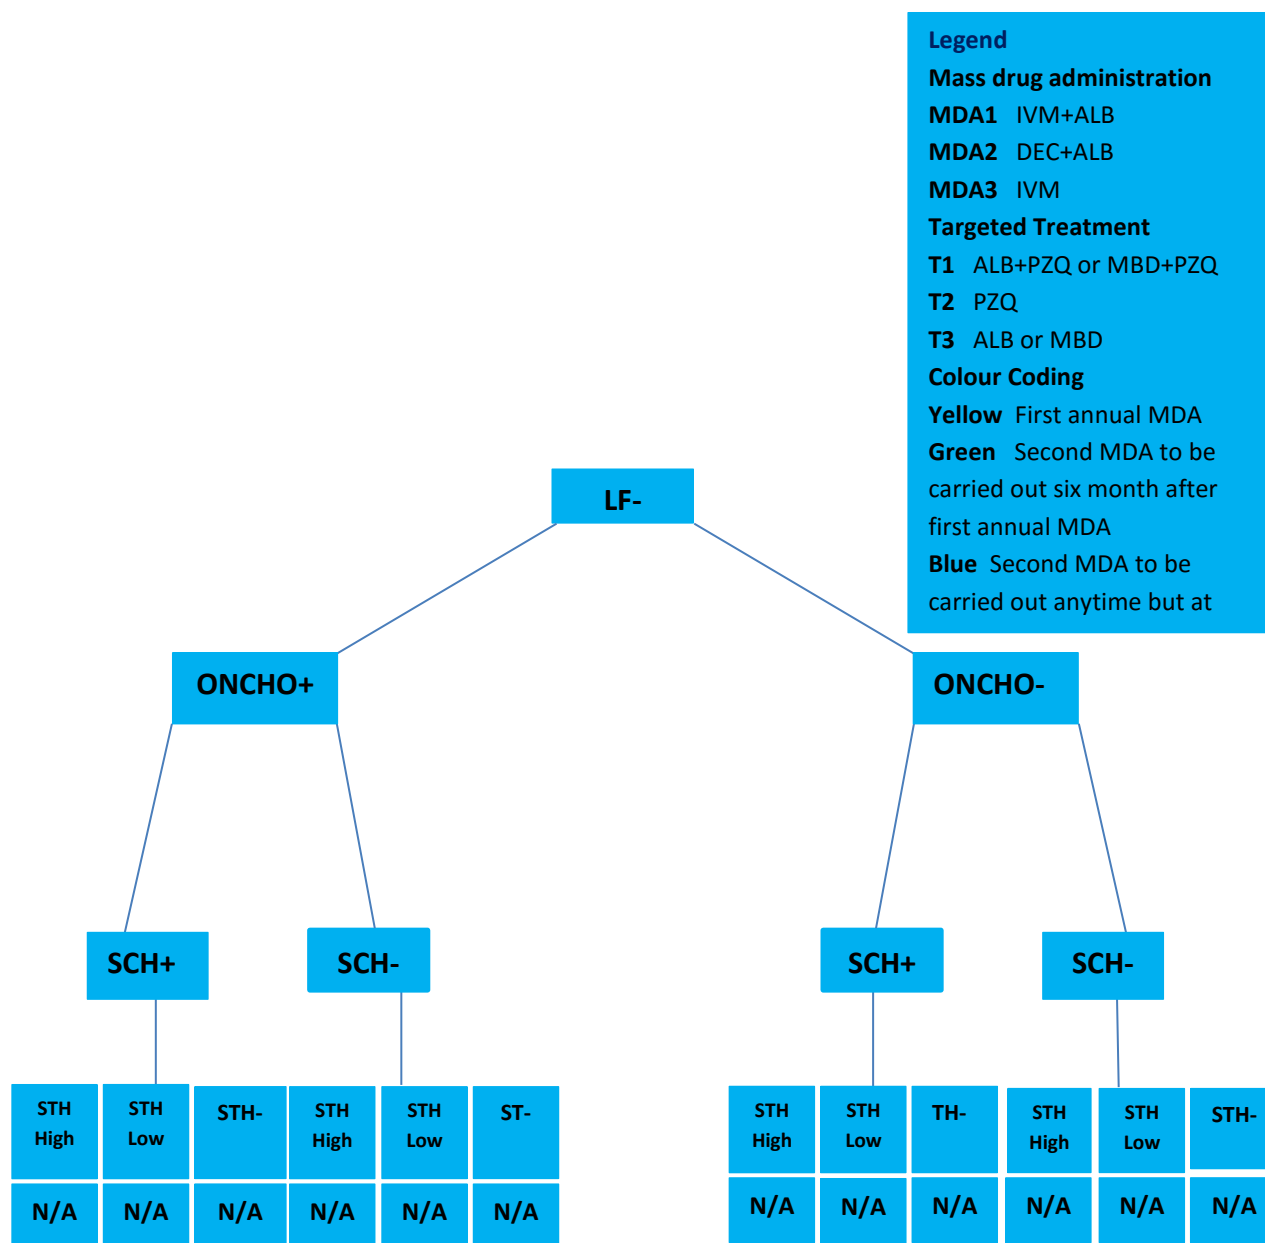 Legend
Mass drug administration
MDA1 IVM+ALB
MDA2 DEC+ALB
MDA3 IVM
Targeted Treatment
T1 ALB+PZQ or MBD+PZQ
T2 PZQ
T3 ALB or MBD
Colour Coding
Yellow First annual MDA
Green Second MDA to be
carried out six month after
first annual MDA
Blue Second MDA to be
carried out anytime but at
LF-
ONCHO+
ONCHO-
SCH+
SCH-
SCH+
SCH-
STH
High
STH
Low
STH-
STH
High
STH
Low
ST-
STH
High
STH
Low
TH-
STH
High
STH
Low
STH-
N/A
N/A
N/A
N/A
N/A
N/A
N/A
N/A
N/A
N/A
N/A
N/A